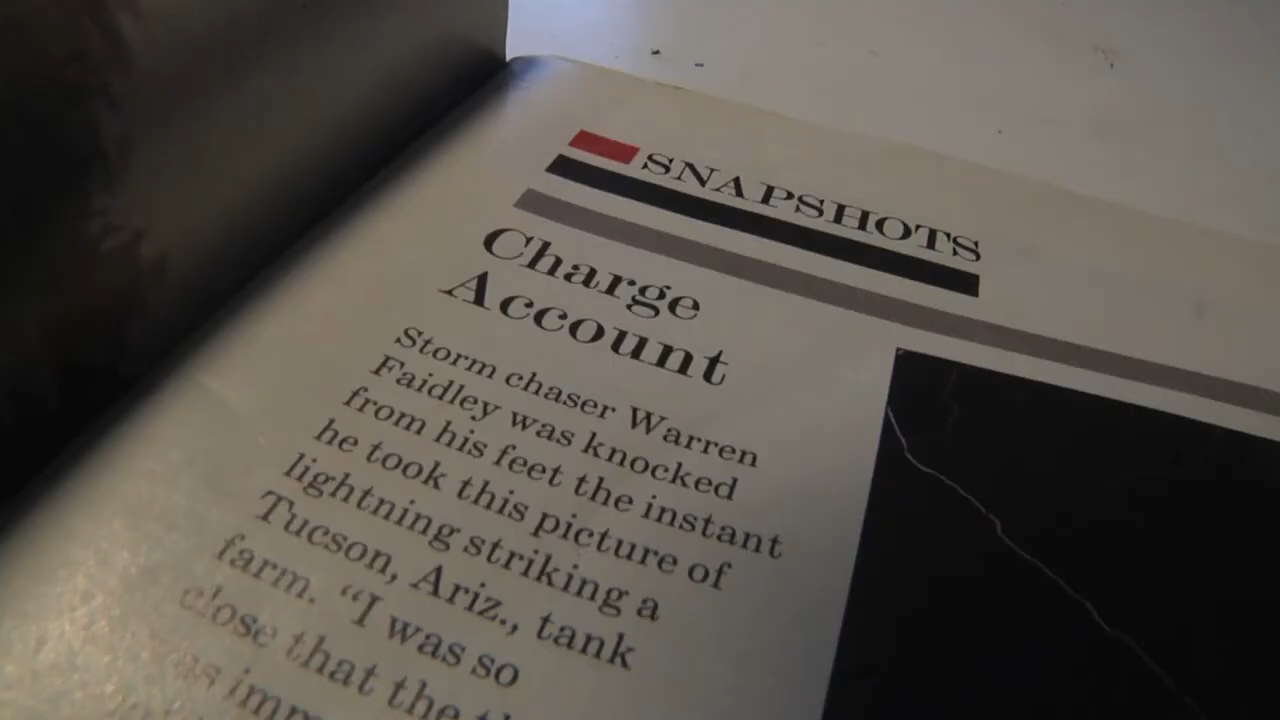 SNAPSHOTS
Charge
Account
Storm chaser Warren
Faidley was knocked
from his feet the instant
he took this picture of
lightning striking a
Tucson, Ariz., tank
farm. “I was so
close that the